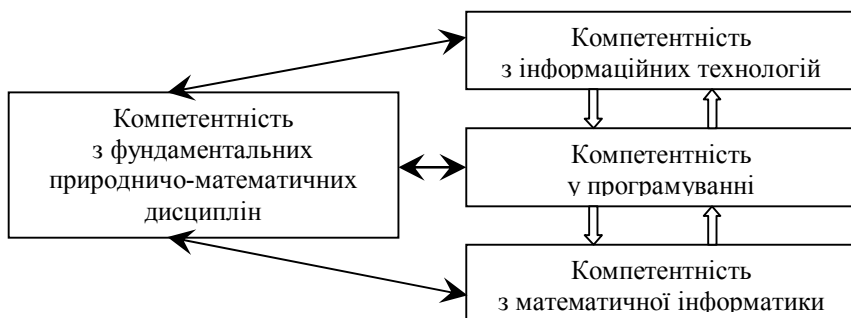 Компетентність
з інформаційних технологій
Компетентність
з фундаментальних
природничо-математичних
дисциплін
Компетентність
у програмуванні
Компетентність
з математичної інформатики